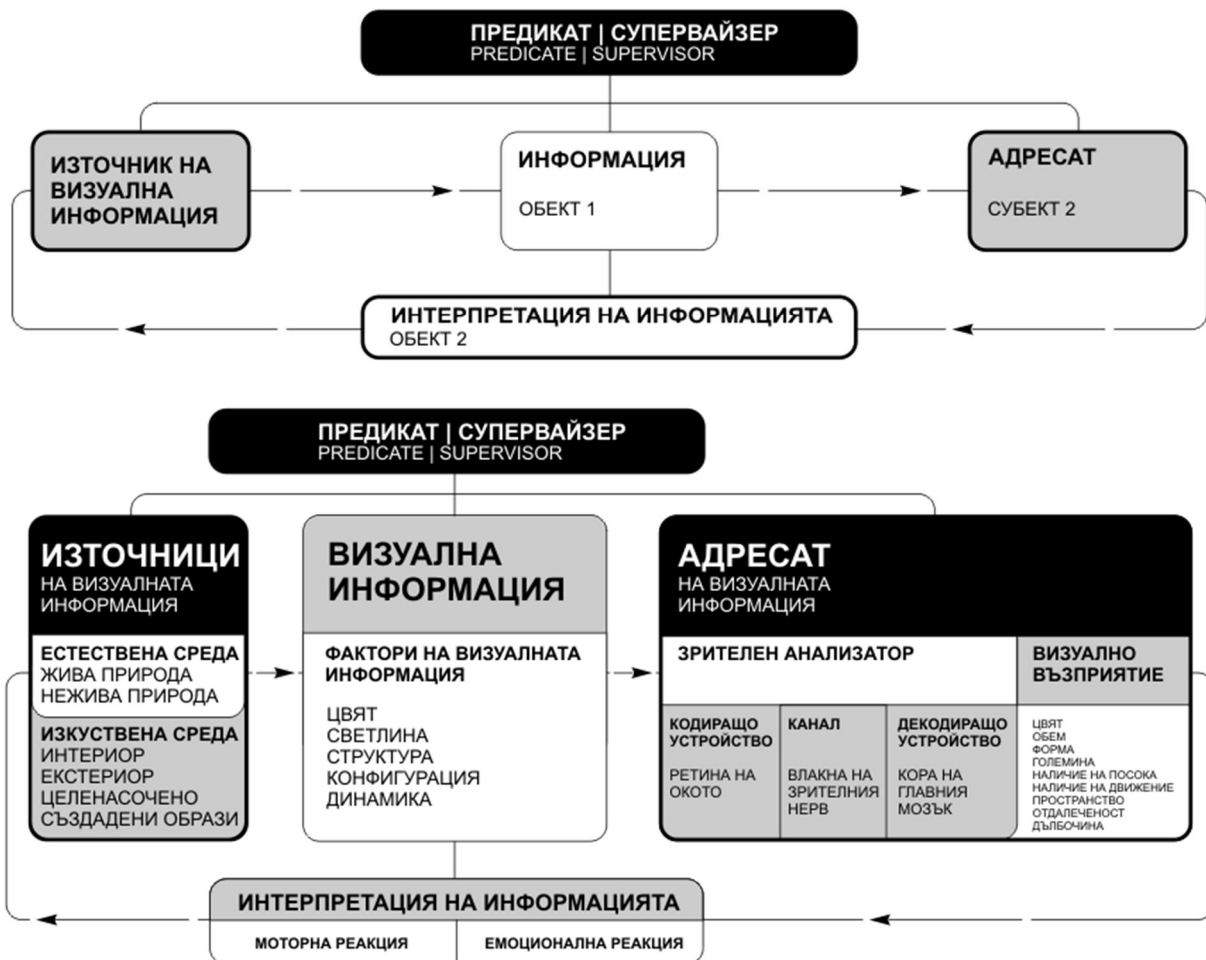 ПРЕДИКАТ | СУПЕРВАЙЗЕР
PREDICATE | SUPERVISOR
ИЗТОЧНИК НА
ВИЗУАЛНА
ИНФОРМАЦИЯ
ИНФОРМАЦИЯ
ОБЕКТ 1
АДРЕСАТ
СУБЕКТ 2
ИНТЕРПРЕТАЦИЯ НА ИНФОРМАЦИЯТА
ОБЕКТ 2
ПРЕДИКАТ | СУПЕРВАЙЗЕР
PREDICATE | SUPERVISOR
ИЗТОЧНИЦИ
НА ВИЗУАЛНАТА
ИНФОРМАЦИЯ
ЕСТЕСТВЕНА СРЕДА
ЖИВА ПРИРОДА
НЕЖИВА ПРИРОДА
ИЗКУСТВЕНА СРЕДА
ИНТЕРИОР
ЕКСТЕРИОР
ЦЕЛЕНАСОЧЕНО
СЪЗДАДЕНИ ОБРАЗИ
ВИЗУАЛНА
ИНФОРМАЦИЯ
ФАКТОРИ НА ВИЗУАЛНАТА
ИНФОРМАЦИЯ
ЦВЯТ
СВЕТЛИНА
СТРУКТУРА
КОНФИГУРАЦИЯ
ДИНАМИКА
АДРЕСАТ
НА ВИЗУАЛНАТА
ИНФОРМАЦИЯ
ЗРИТЕЛЕН АНАЛИЗАТОР
КОДИРАЩО
УСТРОЙСТВО
РЕТИНА НА
ОКОТО
КАНАЛ
ВЛАКНА НА
ЗРИТЕЛНИЯ
НЕРВ
ДЕКОДИРАЩО
УСТРОЙСТВО
КОРА НА
ГЛАВНИЯ
МОЗЪК
ВИЗУАЛНО
ВЪЗПРИЯТИЕ
ЦВЯТ
ОБЕМ
ФОРМА
ГОЛЕМИНА
НАЛИЧИЕ НА ПОСОКА
НАЛИЧИЕ НА ДВИЖЕНИЕ
ПРОСТРАНСТВО
ОТДАЛЕЧЕНОСТ
ДЪЛБОЧИНА
ИНТЕРПРЕТАЦИЯ НА ИНФОРМАЦИЯТА
МОТОРНА РЕАКЦИЯ
ЕМОЦИОНАЛНА РЕАКЦИЯ